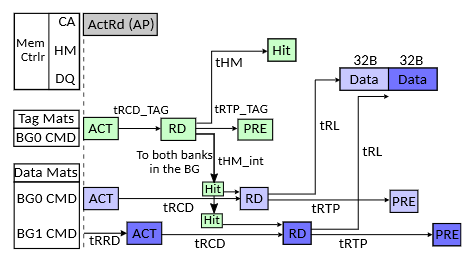 CA
ActRd (AP)
Mem
Ctrlr
HM
DQ
Hit
tHM
32B 32B
Data Data
Tag Mats
BG0 CMD
ACT
tRCD_TAG
RD
tRTP_TAG
PRE
tRL
tRL
To both banks
in the BG
tHM_int
Data Mats
BG0 CMD
ACT
tRCD
Hit
RD
tRTP
PRE
Hit
BG1 CMD
tRRD
ACT
tRCD
RD
tRTP
PRE